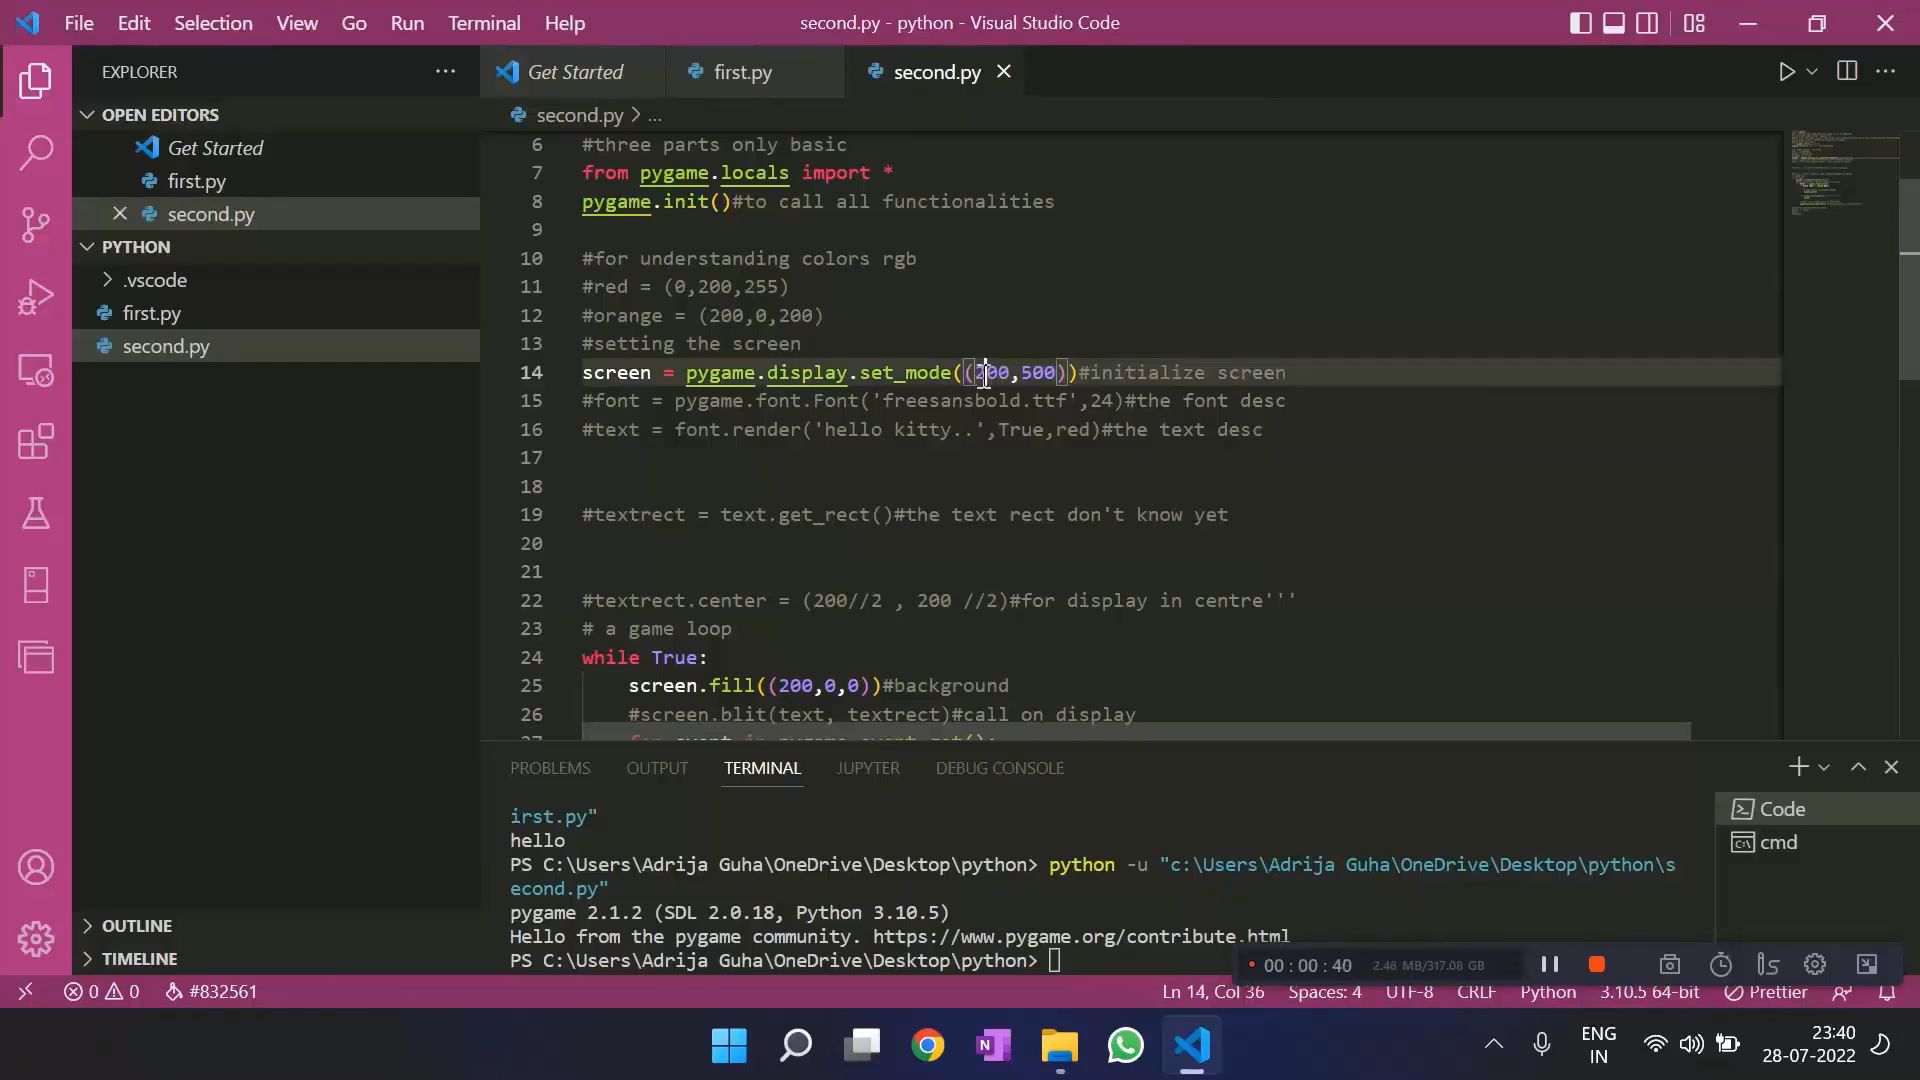 File Edit Selection View Go Run Terminal Help
second.py - python - Visual Studio Code
EXPLORER
OPEN EDITORS
Get Started
first.py
second.py
PYTHON
.vscode
first.py
second.py
OUTLINE
TIMELINE
Get Started
first.py
second.py
second.py > ...
6 #three parts only basic
7 from pygame.locals import *
8 pygame.init()#to call all functionalities
9
10 #for understanding colors rgb
11 #red = (0,200,255)
12 #orange = (200,0,200)
13 #setting the screen
14 screen = pygame.display.set_mode((200,500))#initialize screen
15 #font = pygame.font.Font('freesansbold.ttf',24)#the font desc
16 #text = font.render('hello kitty..',True,red)#the text desc
17
18
19 #textrect = text.get_rect()#the text rect don't know yet
20
21
22 #textrect.center = (200//2 , 200 //2)#for display in centre'''
23 # a game loop
24 while True:
25 screen.fill((200,0,0))#background
26 #screen.blit(text, textrect)#call on display
PROBLEMS OUTPUT TERMINAL JUPYTER DEBUG CONSOLE
irst.py"
hello
PS C:\Users\Adrija Guha\OneDrive\Desktop\python> python -u "c:\Users\Adrija Guha\OneDrive\Desktop\python\s
econd.py"
pygame 2.1.2 (SDL 2.0.18, Python 3.10.5)
Hello from the pygame community. https://www.pygame.org/contribute.html
PS C:\Users\Adrija Guha\OneDrive\Desktop\python>
Code
cmd
00 : 00 : 40 2.48 MB/317.08 GB
0 0 #832561
Ln 14, Col 36 Spaces: 4 UTF-8 CRLF Python 3.10.5 64-bit Prettier
ENG
IN
23:40
28-07-2022